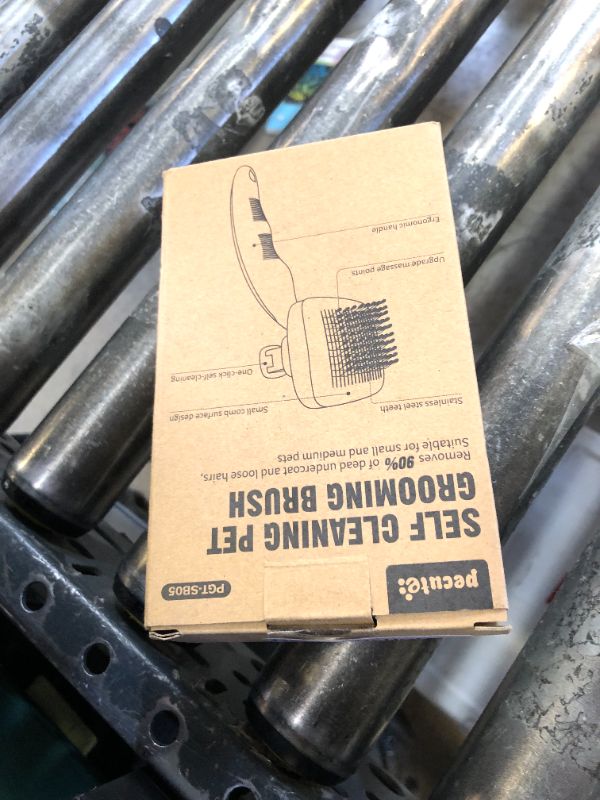 pecute:
PGT-SB05
SELF CLEANING PET
GROOMING BRUSH
Removes 90% of dead undercoat and loose hairs,
Suitable for small and medium pets
Stainless steel teeth
Small comb surface design
One-click self-cleaning
Upgrade massage points
Ergonomic handle